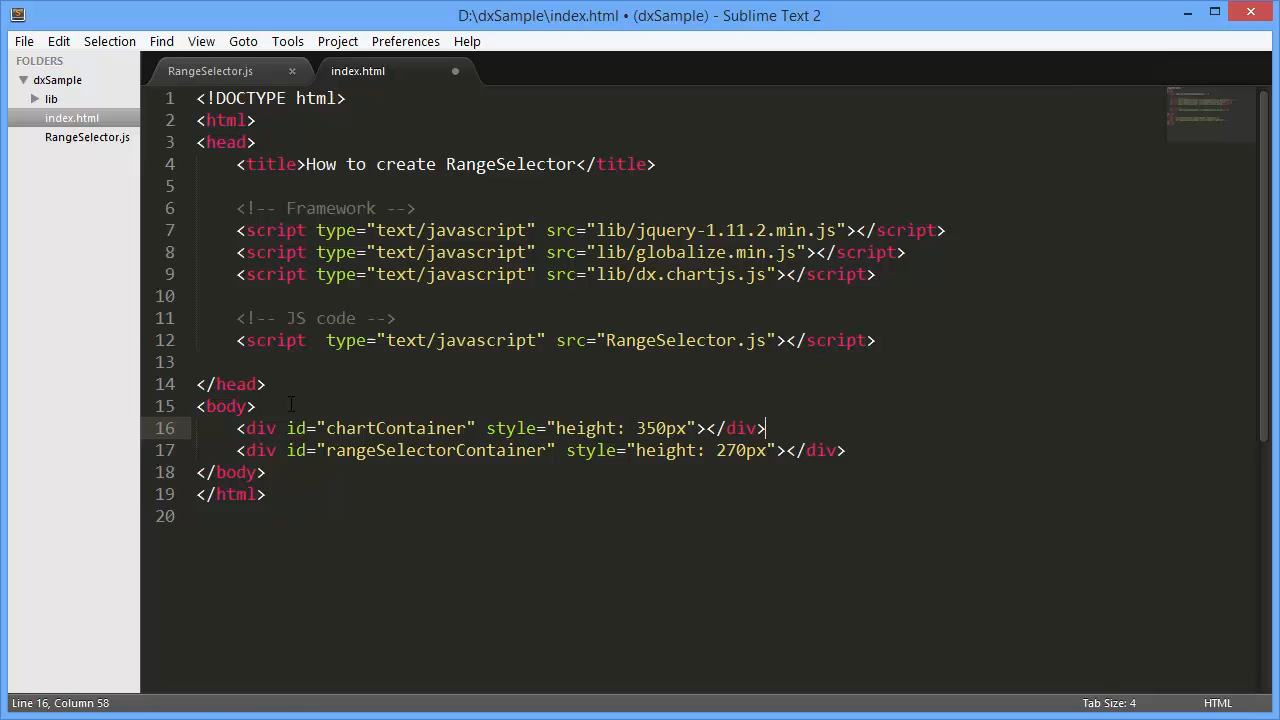 D:\dxSample\index.html • (dxSample) - Sublime Text 2
File Edit Selection Find View Goto Tools Project Preferences Help
FOLDERS
dxSample
lib
index.html
RangeSelector.js
RangeSelector.js × index.html
1 <!DOCTYPE html>
2 <html>
3 <head>
4 <title>How to create RangeSelector</title>
5
6 <!-- Framework -->
7 <script type="text/javascript" src="lib/jquery-1.11.2.min.js"></script>
8 <script type="text/javascript" src="lib/globalize.min.js"></script>
9 <script type="text/javascript" src="lib/dx.chartjs.js"></script>
10
11 <!-- JS code -->
12 <script  type="text/javascript" src="RangeSelector.js"></script>
13
14 </head>
15 <body>
16 <div id="chartContainer" style="height: 350px"></div>
17 <div id="rangeSelectorContainer" style="height: 270px"></div>
18 </body>
19 </html>
20
Line 16, Column 58 Tab Size: 4 HTML